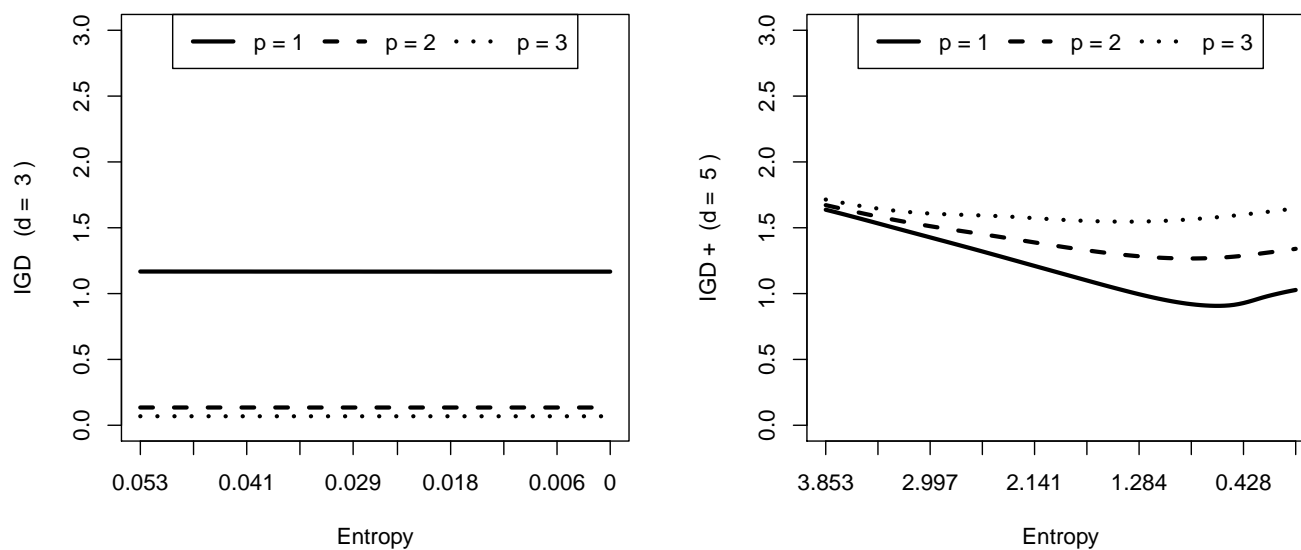 p = 1 p = 2 p = 3
IGD (d = 3 )
3.0
2.5
2.0
1.5
1.0
0.5
0.0
0.053 0.041 0.029 0.018 0.006 0
Entropy
p = 1 p = 2 p = 3
IGD + (d = 5 )
3.0
2.5
2.0
1.5
1.0
0.5
0.0
3.853 2.997 2.141 1.284 0.428
Entropy